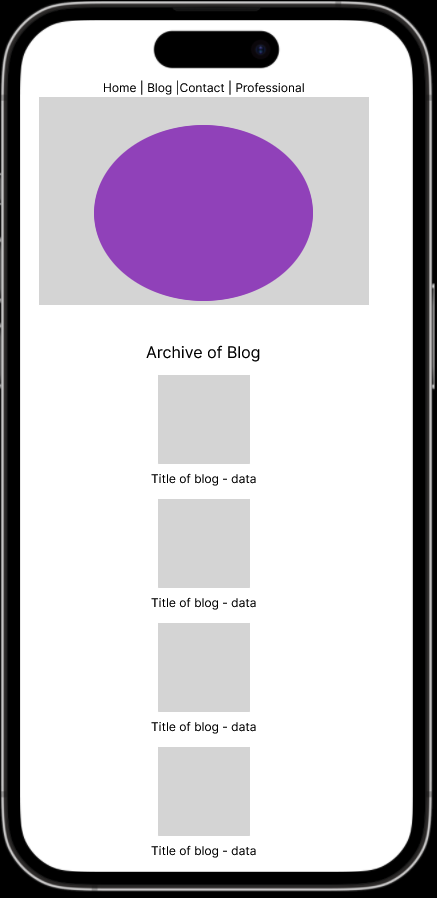 Home | Blog |Contact | Professional
Archive of Blog
Title of blog - data
Title of blog - data
Title of blog - data
Title of blog - data